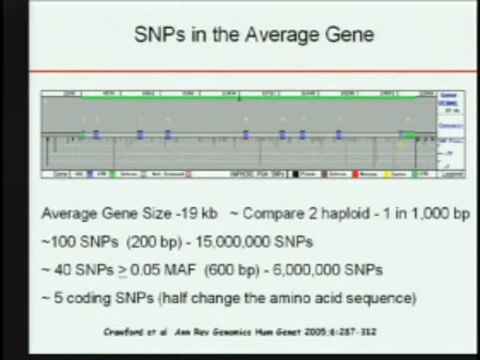 SNPs in the Average Gene
Average Gene Size -19 kb ~ Compare 2 haploid - 1 in 1,000 bp
~100 SNPs (200 bp) - 15,000,000 SNPs
~ 40 SNPs ≥ 0.05 MAF (600 bp) - 6,000,000 SNPs
~ 5 coding SNPs (half change the amino acid sequence)
Crawford et al Ann Rev Genomics Hum Genet 2005;6:287-312